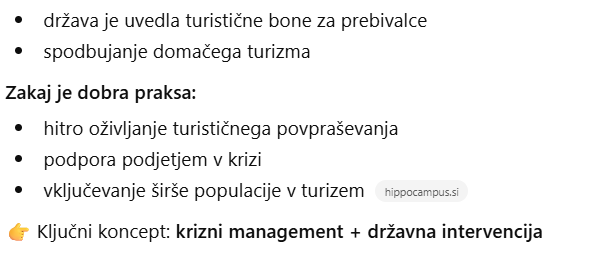 • država je uvedla turistične bone za prebivalce
• spodbujanje domačega turizma
Zakaj je dobra praksa:
• hitro oživljanje turističnega povpraševanja
• podpora podjetjem v krizi
• vključevanje širše populacije v turizem hippocampus.si
👉 Ključni koncept: krizni management + državna intervencija